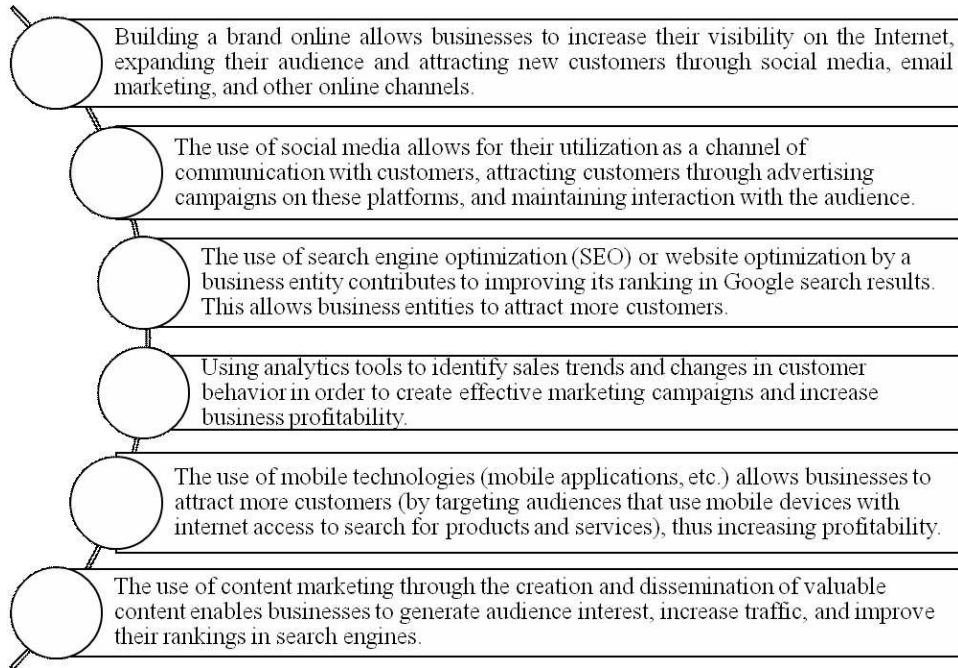 Building a brand online allows businesses to increase their visibility on the Internet,
expanding their audience and attracting new customers through social media, email
marketing, and other online channels.
The use of social media allows for their utilization as a channel of
communication with customers, attracting customers through advertising
campaigns on these platforms, and maintaining interaction with the audience.
The use of search engine optimization (SEO) or website optimization by a
business entity contributes to improving its ranking in Google search results.
This allows business entities to attract more customers.
Using analytics tools to identify sales trends and changes in customer
behavior in order to create effective marketing campaigns and increase
business profitability.
The use of mobile technologies (mobile applications, etc.) allows businesses to
attract more customers (by targeting audiences that use mobile devices with
internet access to search for products and services), thus increasing profitability.
The use of content marketing through the creation and dissemination of valuable
content enables businesses to generate audience interest, increase traffic, and improve
their rankings in search engines.